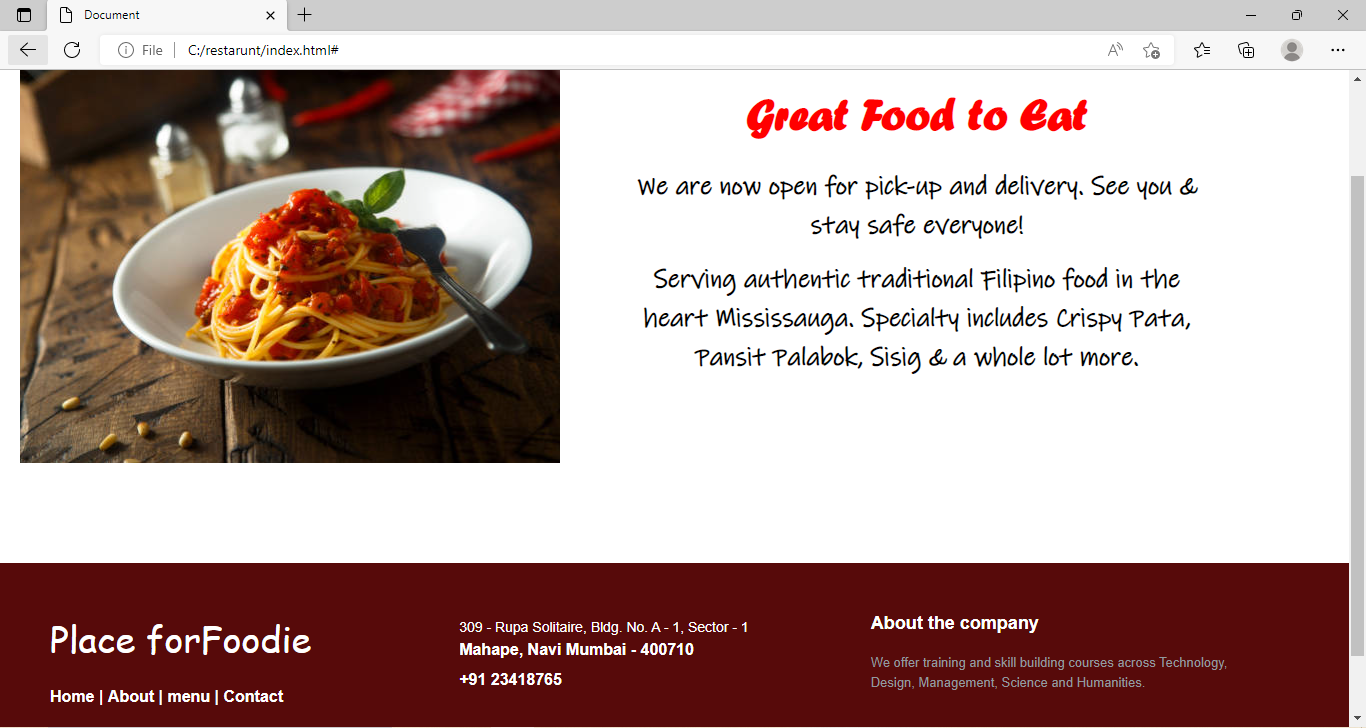 Document
File
C:/restarunt/index.html#
Great Food to Eat
We are now open for pick-up and delivery. See you &
stay safe everyone!
Serving authentic traditional Filipino food in the
heart Mississauga. Specialty includes Crispy Pata,
Pansit Palabok, Sisig & a whole lot more.
Place forFoodie
Home | About | menu | Contact
309 - Rupa Solitaire, Bldg. No. A - 1, Sector - 1
Mahape, Navi Mumbai - 400710
+91 23418765
About the company
We offer training and skill building courses across Technology,
Design, Management, Science and Humanities.